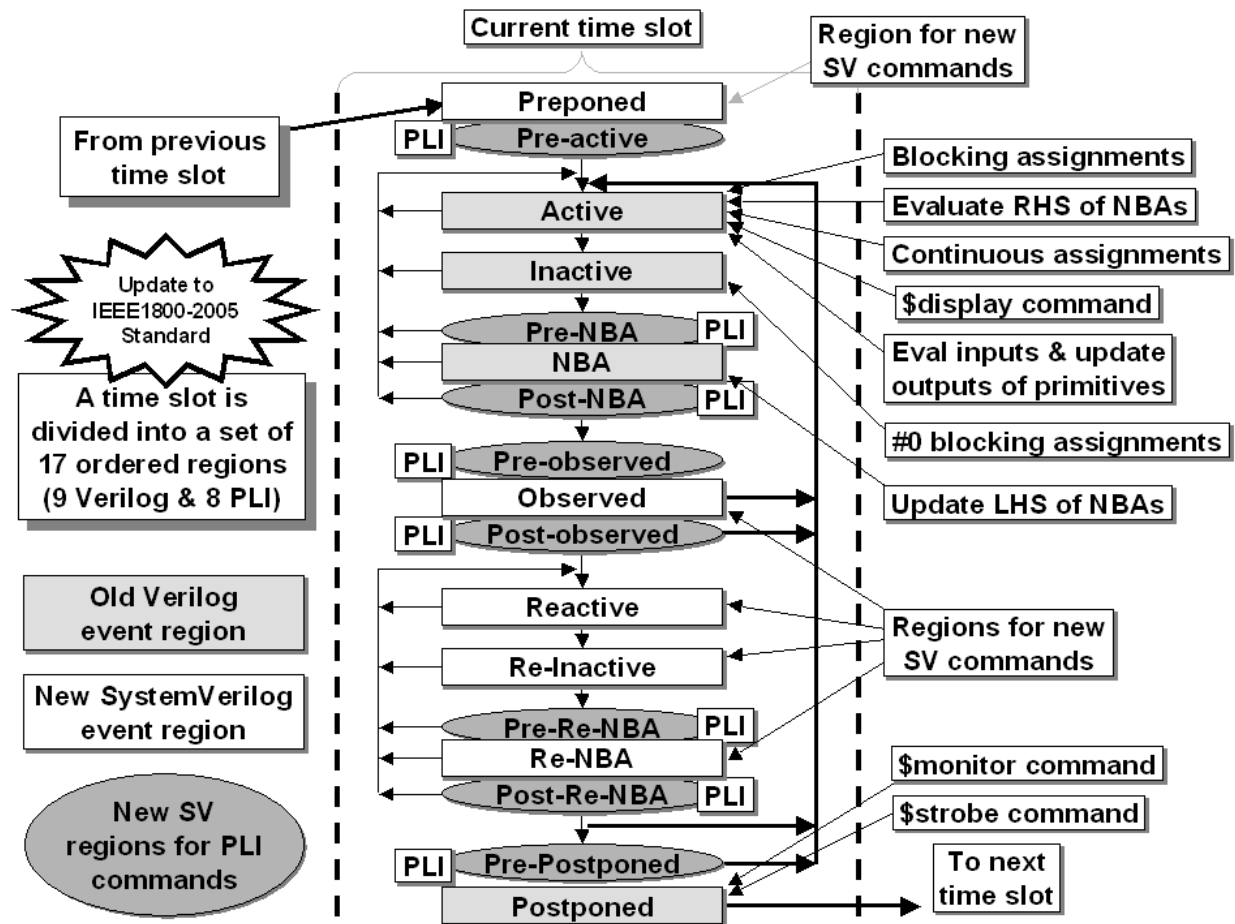 Current time slot
Region for new
SV commands
Preponed
From previous
time slot
PLI
Pre-active
Blocking assignments
Active
Evaluate RHS of NBAs
Continuous assignments
Inactive
$display command
Update to
IEEE1800-2005
Standard
Pre-NBA
PLI
NBA
Eval inputs & update
outputs of primitives
Post-NBA
PLI
A time slot is
divided into a set of
17 ordered regions
(9 Verilog & 8 PLI)
#0 blocking assignments
PLI
Pre-observed
Observed
Update LHS of NBAs
PLI
Post-observed
Old Verilog
event region
Reactive
Regions for new
SV commands
Re-Inactive
New SystemVerilog
event region
Pre-Re-NBA
PLI
Re-NBA
$monitor command
Post-Re-NBA
PLI
$strobe command
New SV
regions for PLI
commands
PLI
Pre-Postponed
To next
time slot
Postponed